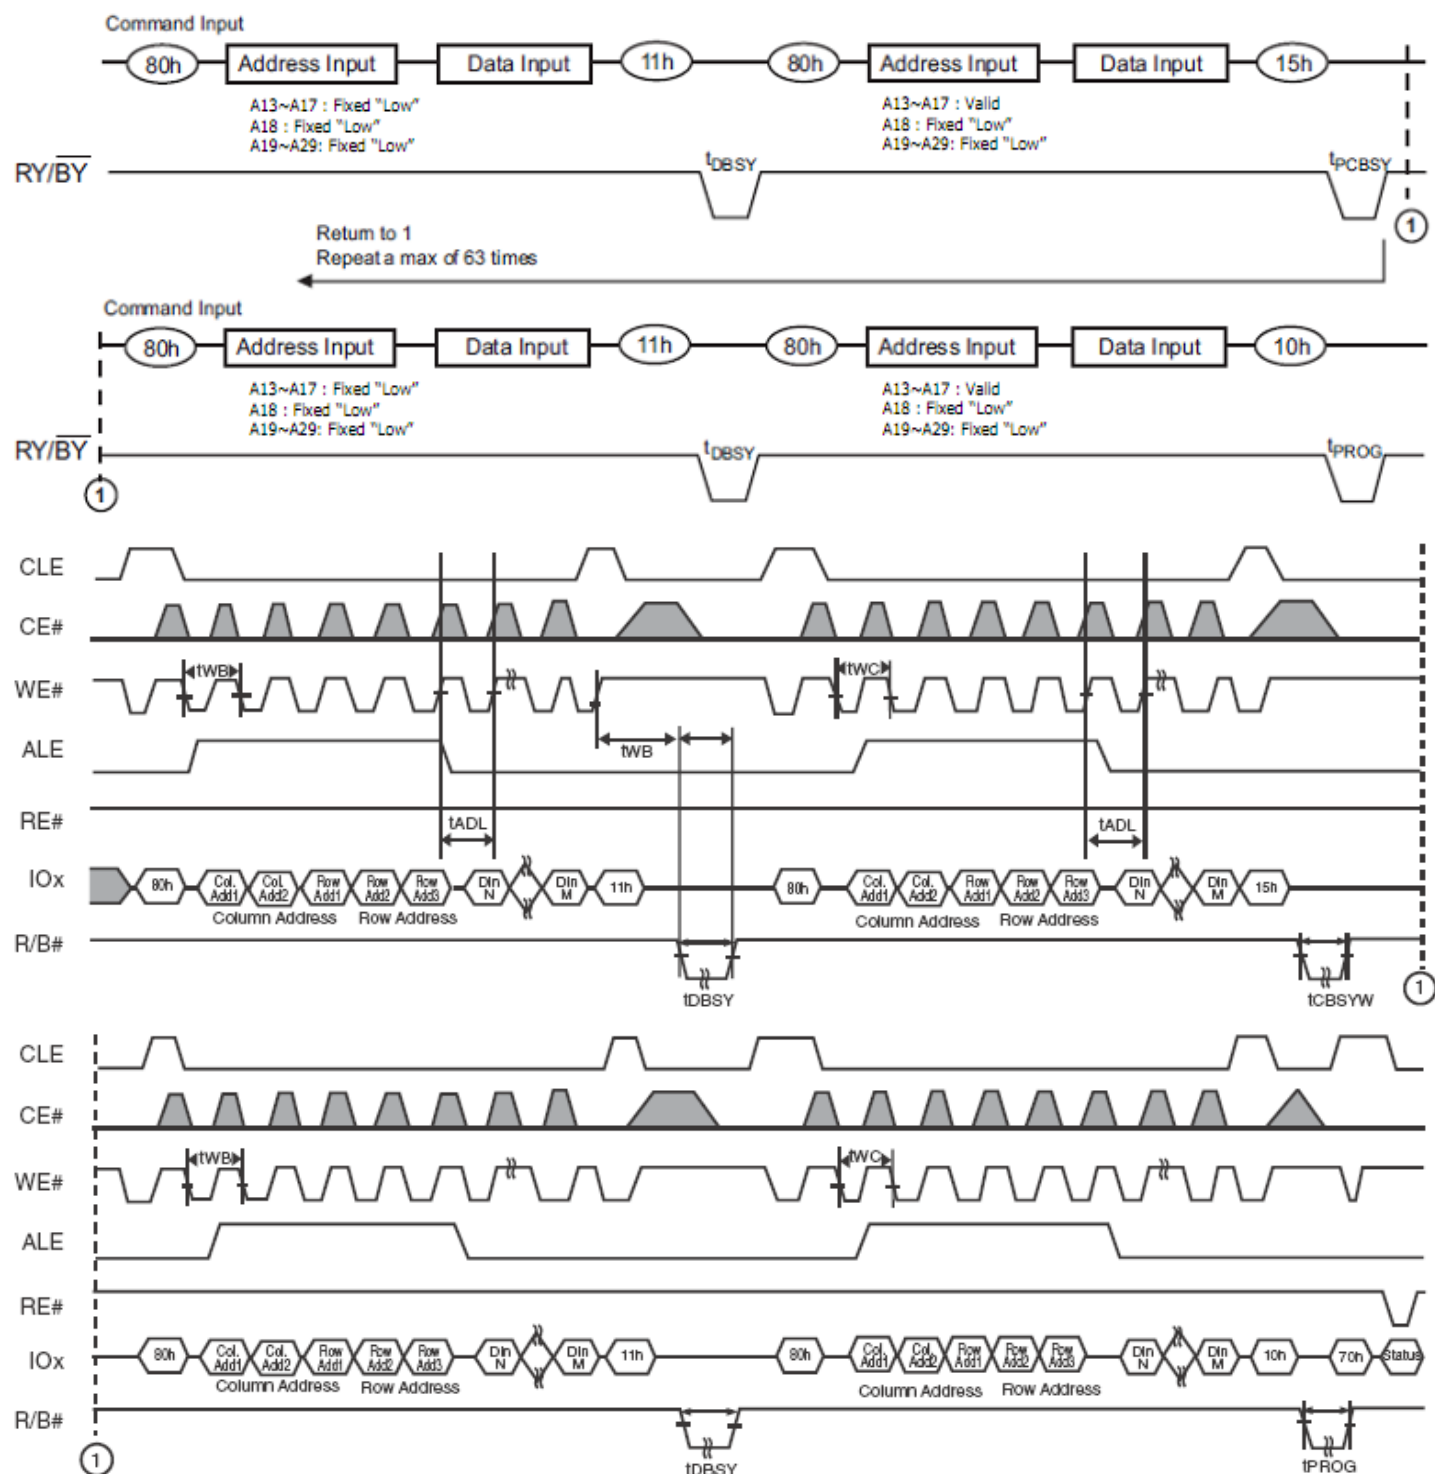 Command Input
80h Address Input Data Input 11h 80h Address Input Data Input 15h
A13~A17 : Fixed "Low" A13~A17 : Valid
A18 : Fixed "Low" A18 : Fixed "Low"
A19~A29: Fixed "Low" A19~A29: Fixed "Low"
RY/BY tDBSY tPCBSY
1
Return to 1
Repeat a max of 63 times
Command Input
80h Address Input Data Input 11h 80h Address Input Data Input 10h
A13~A17 : Fixed "Low" A13~A17 : Valid
A18 : Fixed "Low" A18 : Fixed "Low"
A19~A29: Fixed "Low" A19~A29: Fixed "Low"
RY/BY tDBSY tPROG
1
CLE
CE#
WE# tWB tWC
ALE tWB
RE#
tADL tADL
IOx 80h Col. Add1 Col. Add2 Row Add1 Row Add2 Row Add3 Din N Din M 11h 80h Col. Add1 Col. Add2 Row Add1 Row Add2 Row Add3 Din N Din M 15h
Column Address Row Address Column Address Row Address
R/B#
tDBSY tCBSYW 1
CLE
CE#
WE# tWB tWC
ALE
RE#
IOx 80h Col. Add1 Col. Add2 Row Add1 Row Add2 Row Add3 Din N Din M 11h 80h Col. Add1 Col. Add2 Row Add1 Row Add2 Row Add3 Din N Din M 10h 70h Status
Column Address Row Address Column Address Row Address
R/B#
1 tDBSY tPROG